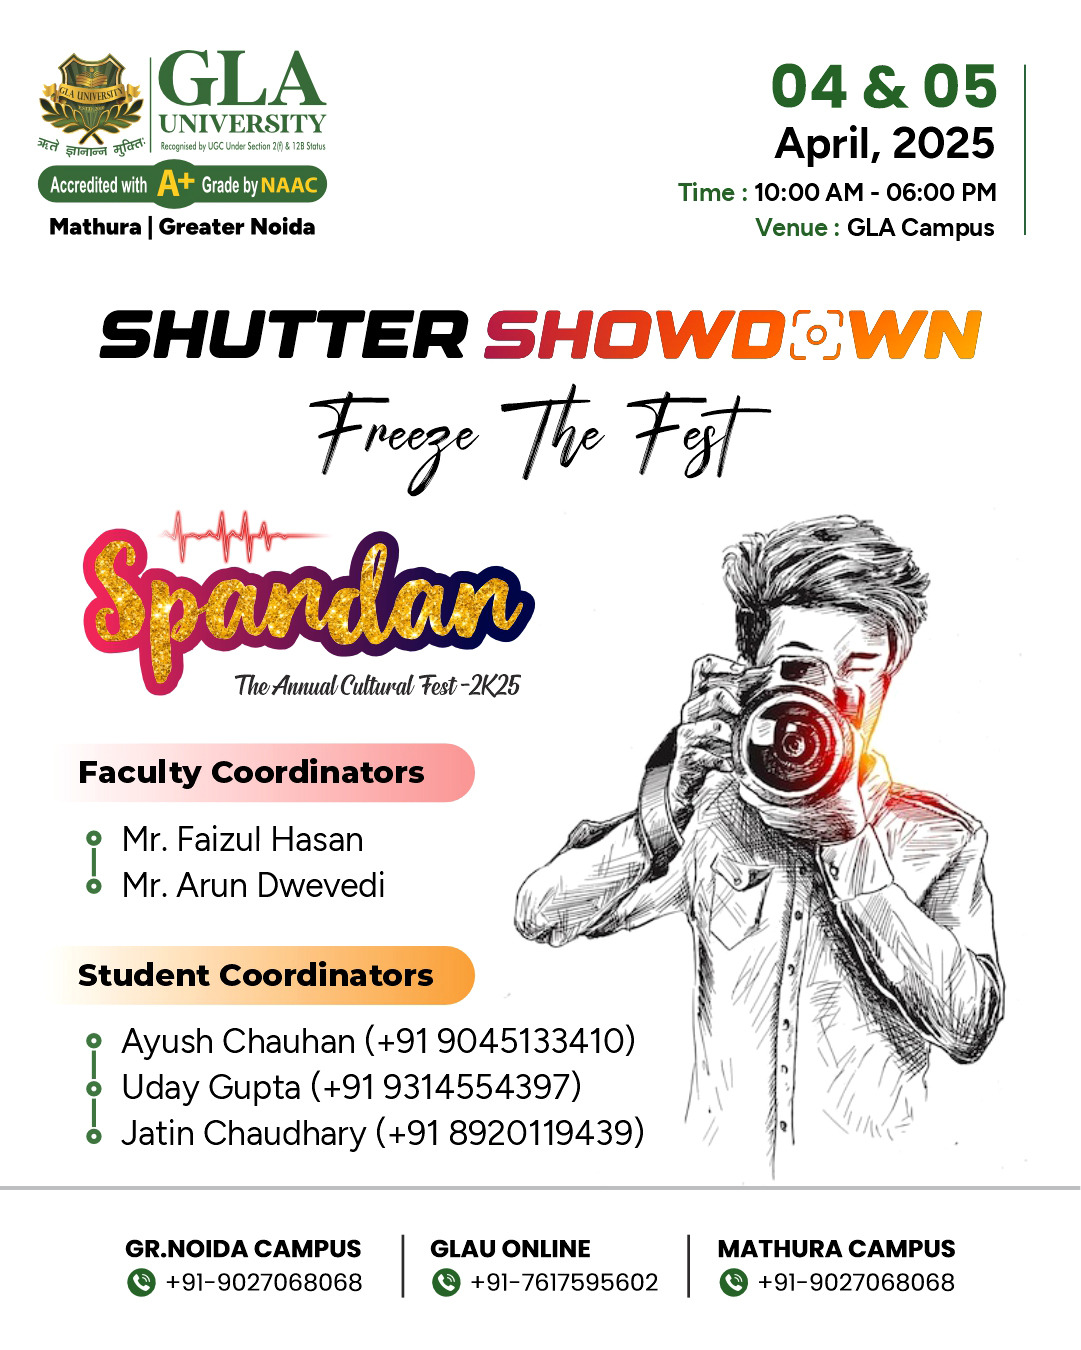 GLA UNIVERSITY
ऋते ज्ञानान्न मुक्तिः
GLA
UNIVERSITY
Recognised by UGC Under Section 2(f) & 12B Status
Accredited with A+ Grade by NAAC
Mathura | Greater Noida
04 & 05
April, 2025
Time : 10:00 AM - 06:00 PM
Venue : GLA Campus
SHUTTER SHOWDOWN
Freeze The Fest
Spandan
The Annual Cultural Fest -2K25
Faculty Coordinators
Mr. Faizul Hasan
Mr. Arun Dwevedi
Student Coordinators
Ayush Chauhan (+91 9045133410)
Uday Gupta (+91 9314554397)
Jatin Chaudhary (+91 8920119439)
GR.NOIDA CAMPUS
+91-9027068068
GLAU ONLINE
+91-7617595602
MATHURA CAMPUS
+91-9027068068